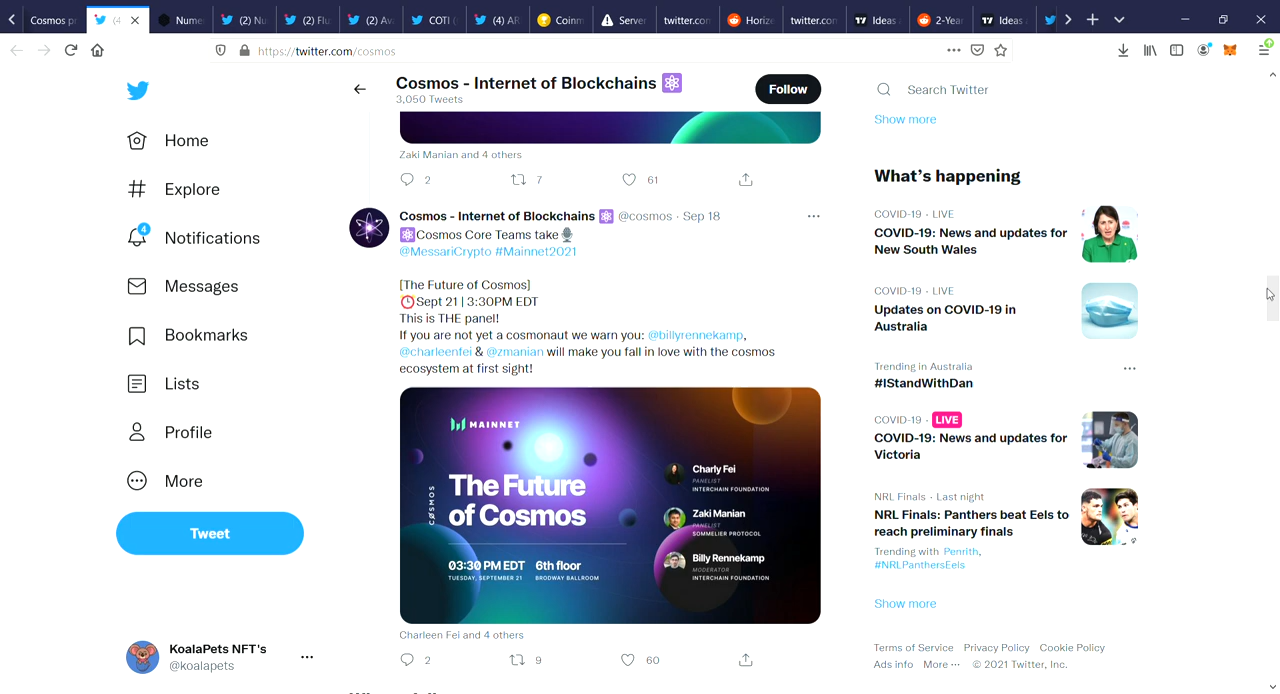 Cosmos pr
(4
Numer
(2) Nu
(2) Flu
(2) Av
COTI (
(4) AR
Coinm
Server
twitter.com
Horize
twitter.com
Ideas a
2-Year
Ideas a
https://twitter.com/cosmos
Home
Explore
4
Notifications
Messages
Bookmarks
Lists
Profile
More
Tweet
KoalaPets NFT's
@koalapets
Cosmos - Internet of Blockchains ⚛
3,050 Tweets
Follow
Zaki Manian and 4 others
2 7 61
Cosmos - Internet of Blockchains ⚛ @cosmos · Sep 18
⚛Cosmos Core Teams take🎙
@MessariCrypto #Mainnet2021
[The Future of Cosmos]
⏰Sept 21 | 3:30PM EDT
This is THE panel!
If you are not yet a cosmonaut we warn you: @billyrennekamp,
@charleenfei & @zmanian will make you fall in love with the cosmos
ecosystem at first sight!
MAINNET
COSMOS
The Future
of Cosmos
03:30 PM EDT
TUESDAY, SEPTEMBER 21
6th floor
BRODWAY BALLROOM
Charly Fei
PANELIST
INTERCHAIN FOUNDATION
Zaki Manian
PANELIST
SOMMELIER PROTOCOL
Billy Rennekamp
MODERATOR
INTERCHAIN FOUNDATION
Charleen Fei and 4 others
2 9 60
Search Twitter
Show more
What's happening
COVID-19 · LIVE
COVID-19: News and updates for
New South Wales
COVID-19 · LIVE
Updates on COVID-19 in
Australia
Trending in Australia
#IStandWithDan
COVID-19 · LIVE
COVID-19: News and updates for
Victoria
NRL Finals · Last night
NRL Finals: Panthers beat Eels to
reach preliminary finals
Trending with Penrith,
#NRLPanthersEels
Show more
Terms of Service Privacy Policy Cookie Policy
Ads info More ··· © 2021 Twitter, Inc.